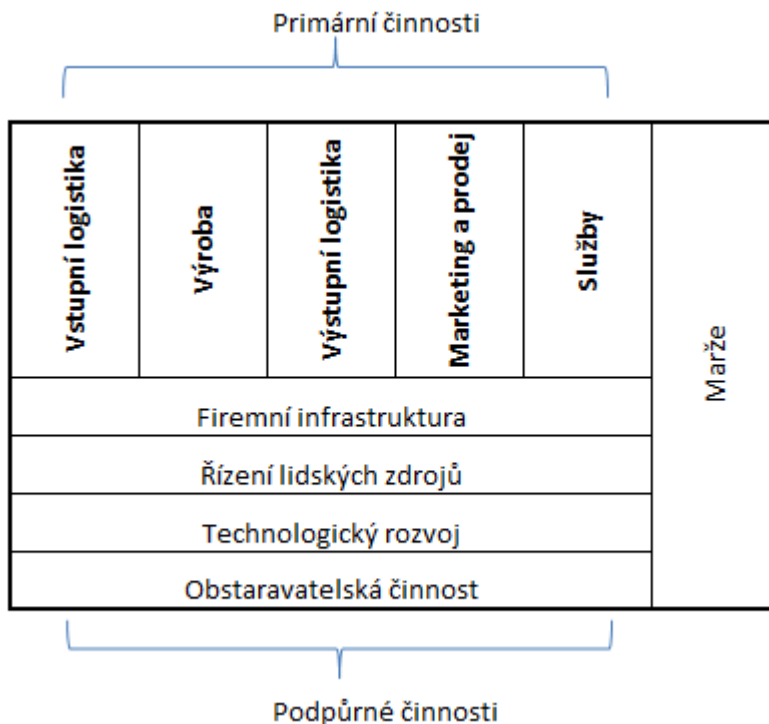 Primární činnosti
Vstupní logistika
Výroba
Výstupní logistika
Marketing a prodej
Služby
Marže
Firemní infrastruktura
Řízení lidských zdrojů
Technologický rozvoj
Obstaravatelská činnost
Podpůrné činnosti